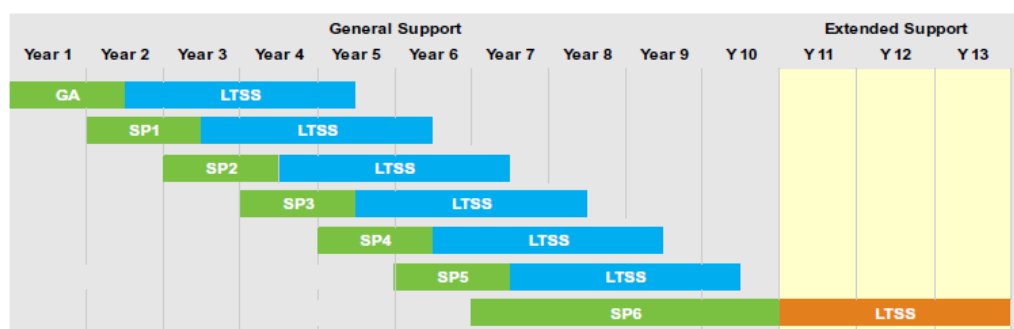 General Support Extended Support
Year 1 Year 2 Year 3 Year 4 Year 5 Year 6 Year 7 Year 8 Year 9 Y 10 Y 11 Y 12 Y 13
GA LTSS
SP1 LTSS
SP2 LTSS
SP3 LTSS
SP4 LTSS
SP5 LTSS
SP6 LTSS